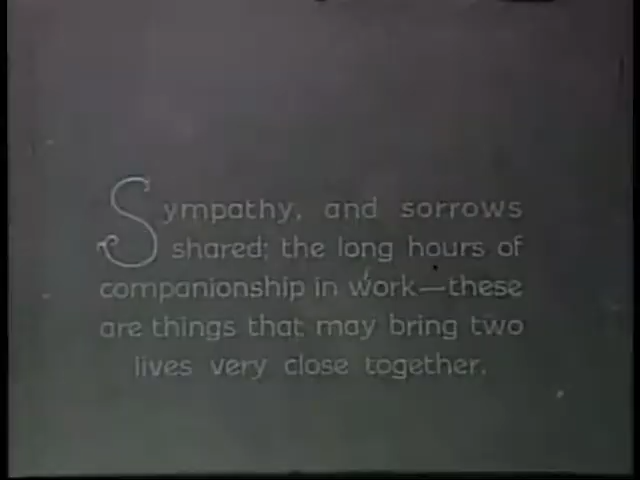 Sympathy, and sorrows
shared; the long hours of
companionship in work—these
are things that may bring two
lives very close together.